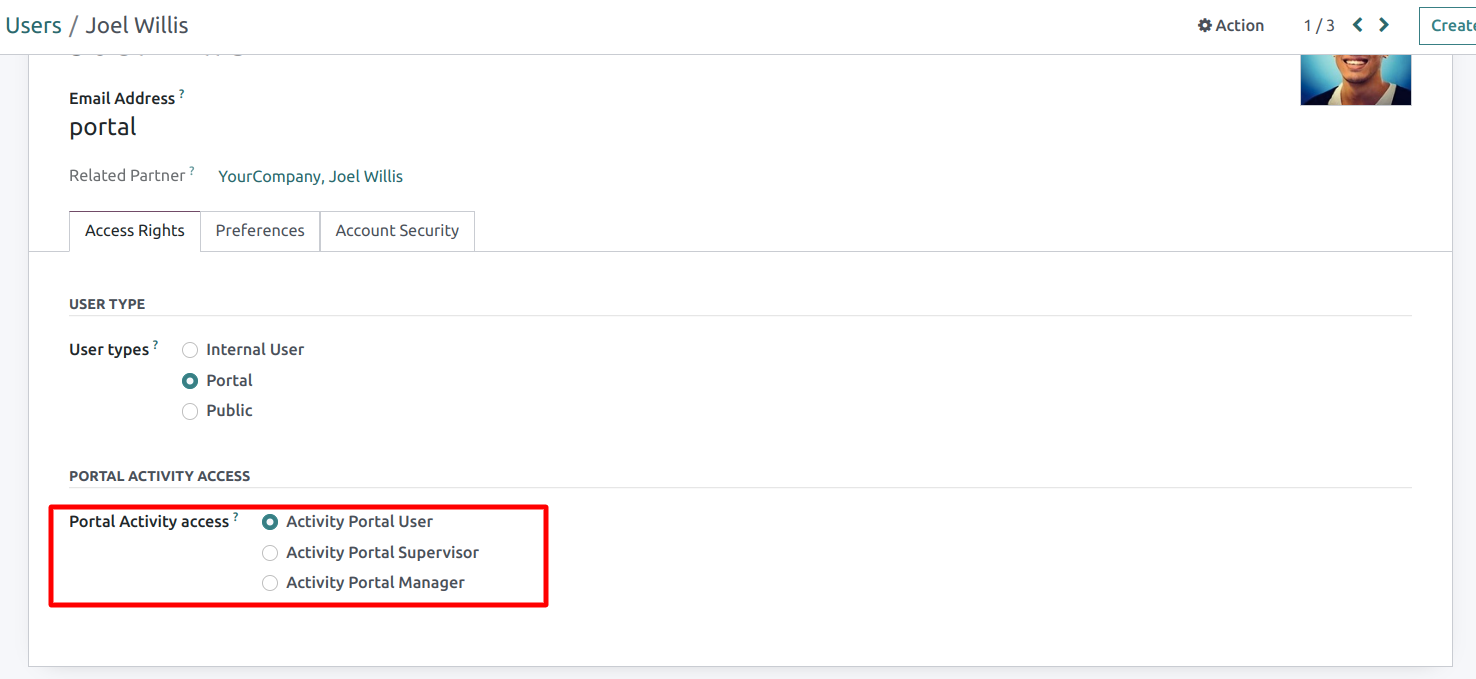 Users / Joel Willis
Action 1 / 3 Create
Email Address ?
portal
Related Partner ? YourCompany, Joel Willis
Access Rights Preferences Account Security
USER TYPE
User types ? Internal User
Portal
Public
PORTAL ACTIVITY ACCESS
Portal Activity access ? Activity Portal User
Activity Portal Supervisor
Activity Portal Manager